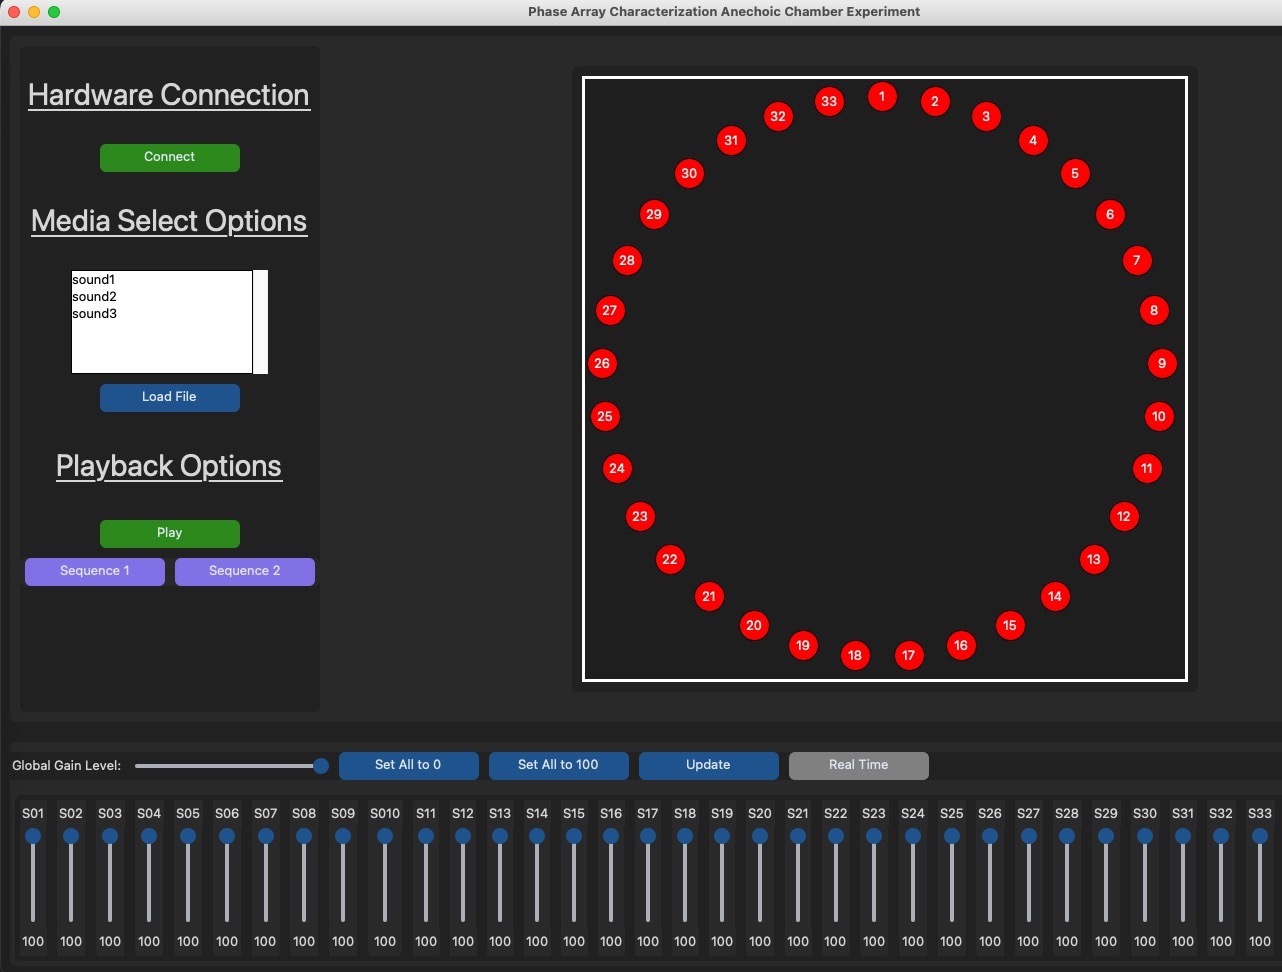 Phase Array Characterization Anechoic Chamber Experiment
Hardware Connection
Connect
Media Select Options
sound1
sound2
sound3
Load File
Playback Options
Play
Sequence 1 Sequence 2
1
2
3
4
5
6
7
8
9
10
11
12
13
14
15
16
17
18
19
20
21
22
23
24
25
26
27
28
29
30
31
32
33
Global Gain Level: Set All to 0 Set All to 100 Update Real Time
S01 S02 S03 S04 S05 S06 S07 S08 S09 S010 S11 S12 S13 S14 S15 S16 S17 S18 S19 S20 S21 S22 S23 S24 S25 S26 S27 S28 S29 S30 S31 S32 S33
100 100 100 100 100 100 100 100 100 100 100 100 100 100 100 100 100 100 100 100 100 100 100 100 100 100 100 100 100 100 100 100 100